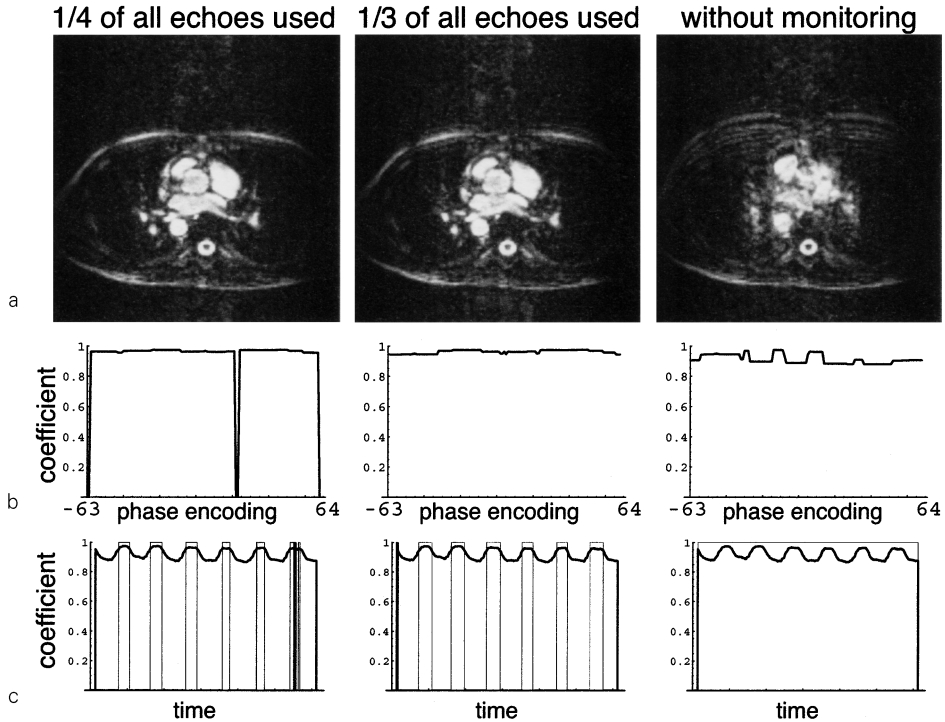 1/4 of all echoes used
1/3 of all echoes used
without monitoring
a
coefficient
1
0.8
0.6
0.4
0.2
-63
phase encoding
64
1
0.8
0.6
0.4
0.2
-63
phase encoding
64
1
0.8
0.6
0.4
0.2
-63
phase encoding
64
b
coefficient
1
0.8
0.6
0.4
0.2
time
1
0.8
0.6
0.4
0.2
time
1
0.8
0.6
0.4
0.2
time
c